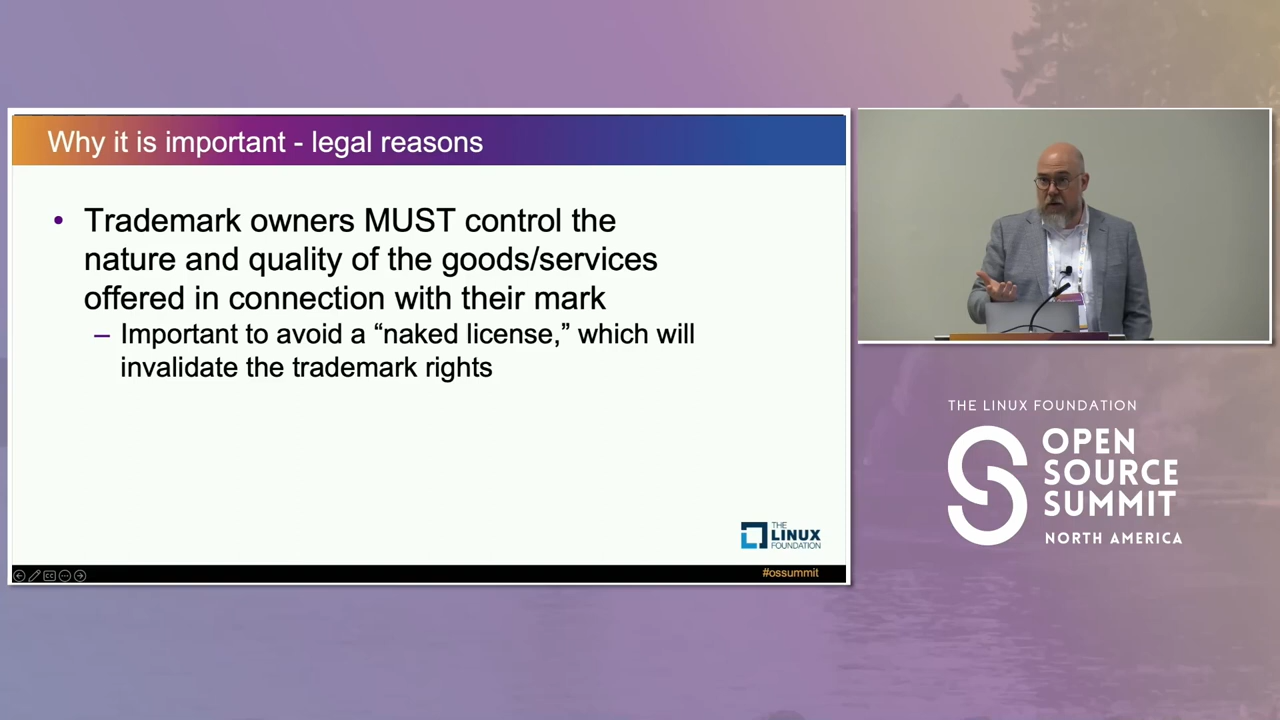 Why it is important - legal reasons
• Trademark owners MUST control the
nature and quality of the goods/services
offered in connection with their mark
– Important to avoid a “naked license,” which will
invalidate the trademark rights
THE
LINUX
FOUNDATION
#ossummit
THE LINUX FOUNDATION
OPEN
SOURCE
SUMMIT
NORTH AMERICA